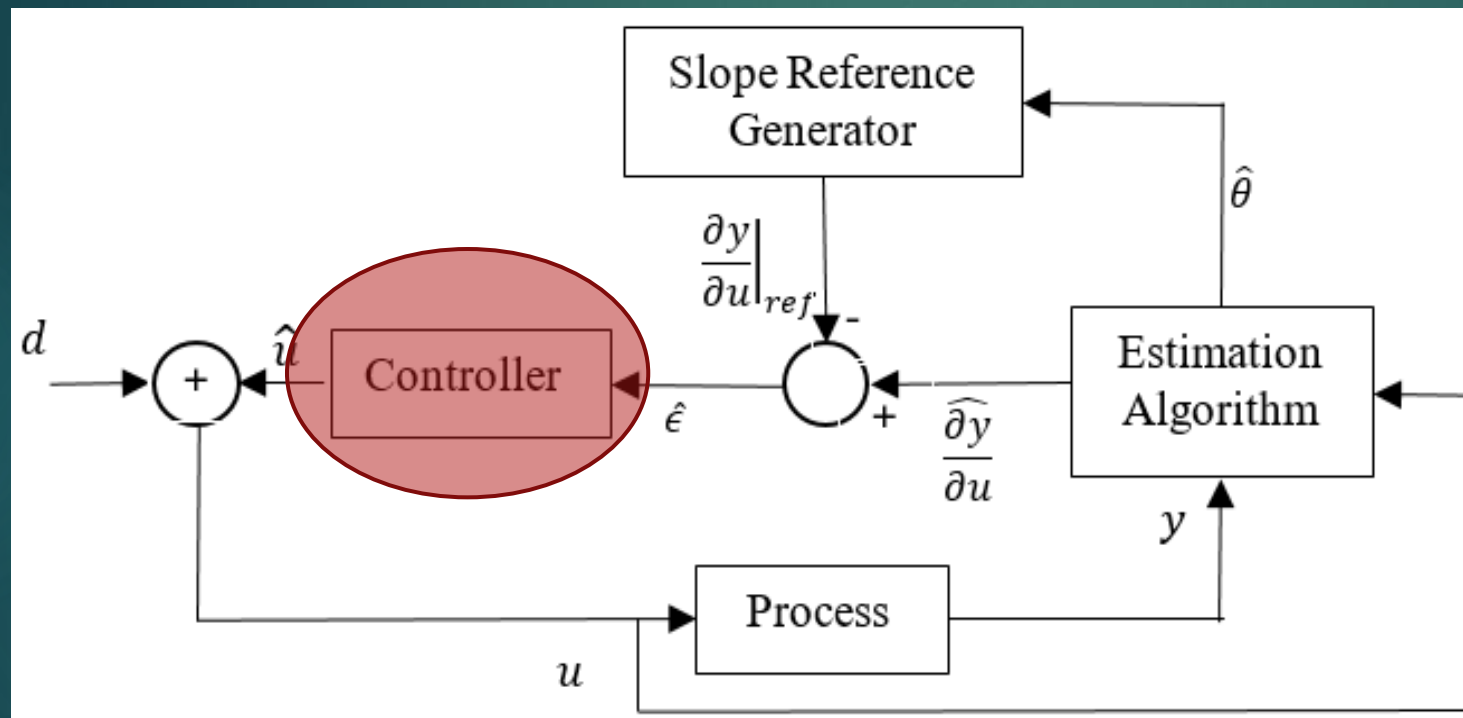 Slope Reference
Generator
θ̂
∂y/∂u|ref
-
d
+
û
Controller
ϵ̂
+
∂̂y/∂u
Estimation
Algorithm
y
Process
u